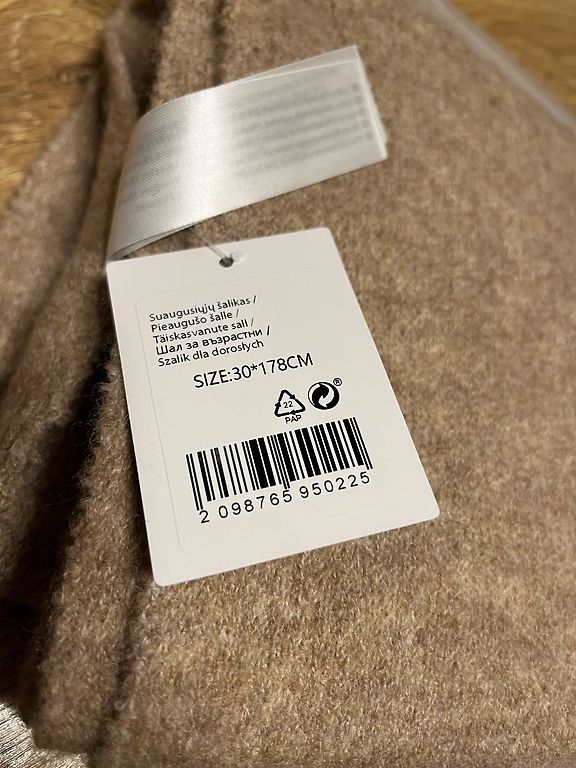 Suaugusiųjų šalikas /
Pieaugušo šalle /
Täiskasvanute sall /
Шал за възрастни /
Szalik dla dorosłych
SIZE:30*178CM
22
PAP
®
2 098765 950225